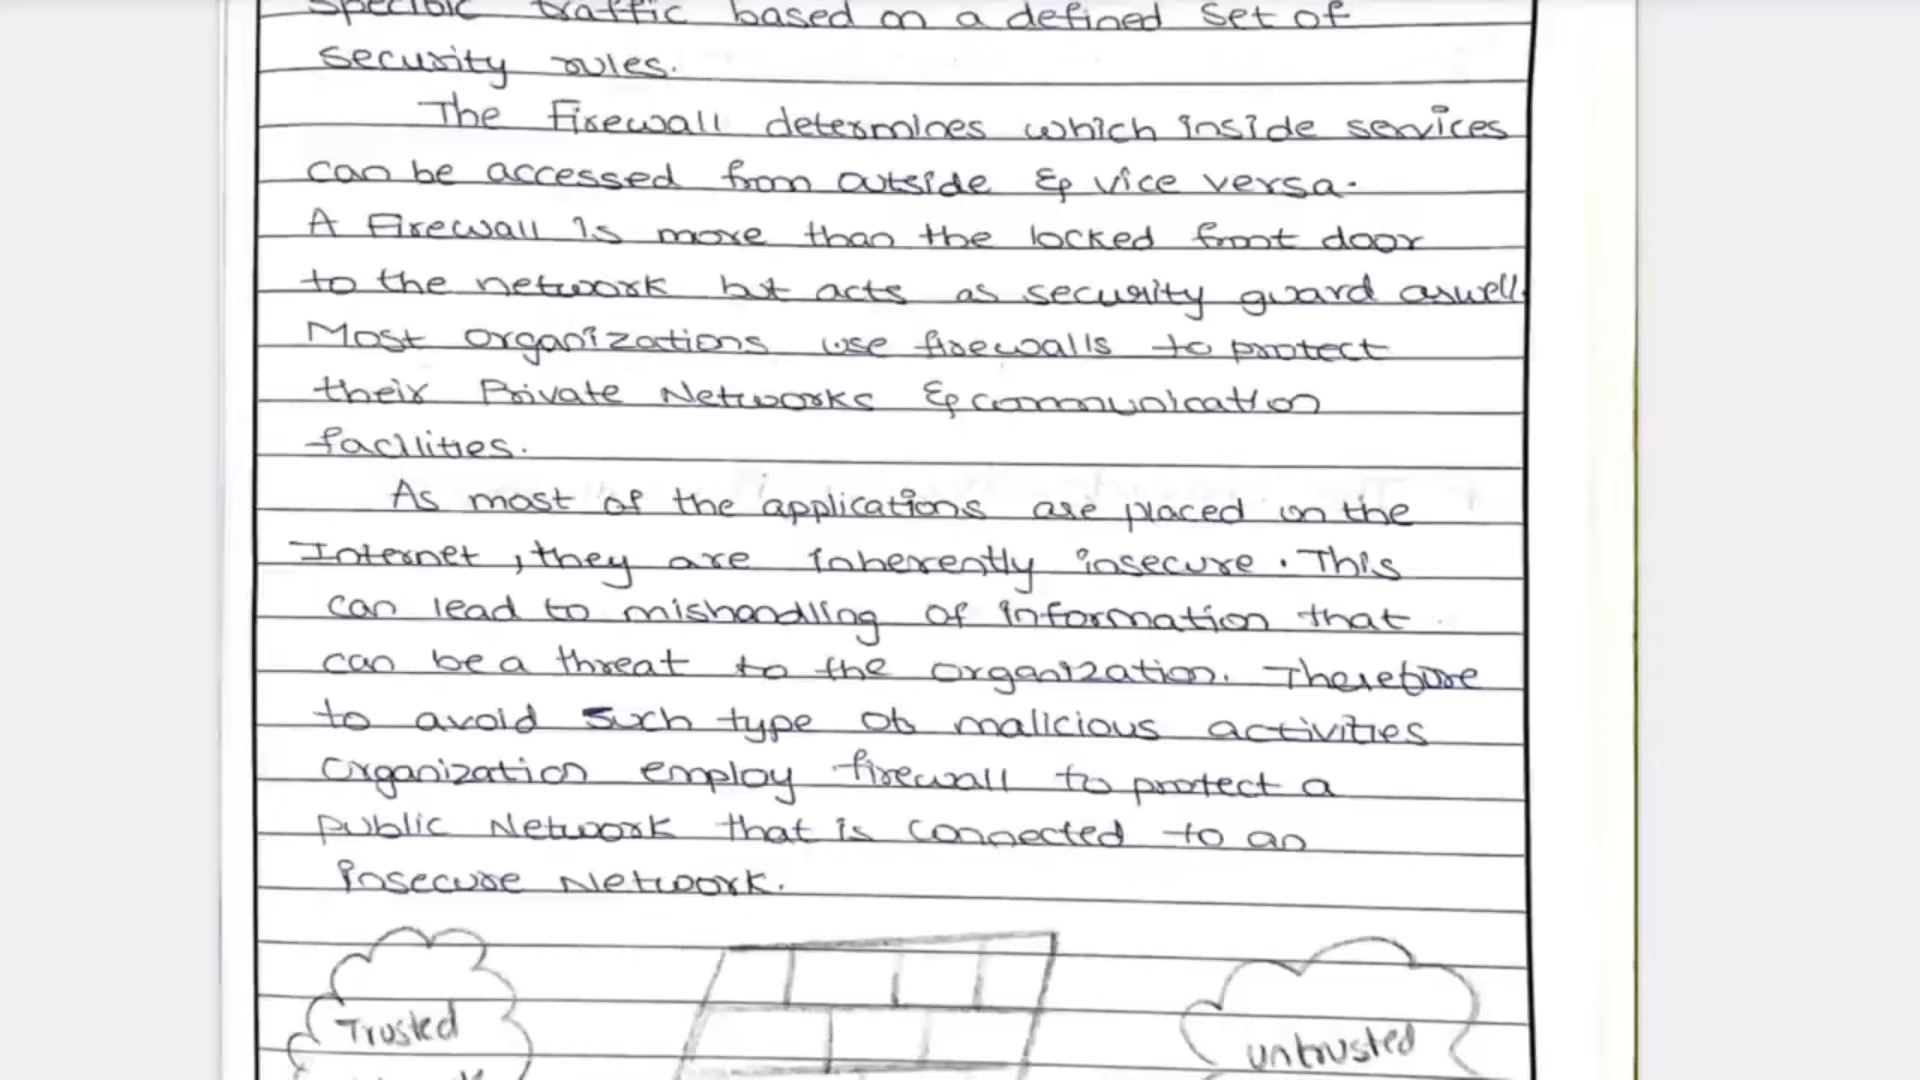 specific traffic based on a defined set of
security rules.
The Firewall determines which inside services
can be accessed from outside & vice versa.
A Firewall is more than the locked front door
to the network but acts as security guard aswell.
Most organizations use firewalls to protect
their Private Networks & communication
facilities.
As most of the applications are placed on the
Internet, they are inherently insecure. This
can lead to mishandling of information that
can be a threat to the organization. Therefore
to avoid such type of malicious activities
organization employ firewall to protect a
public Network that is connected to an
insecure Network.
Trusted
untrusted